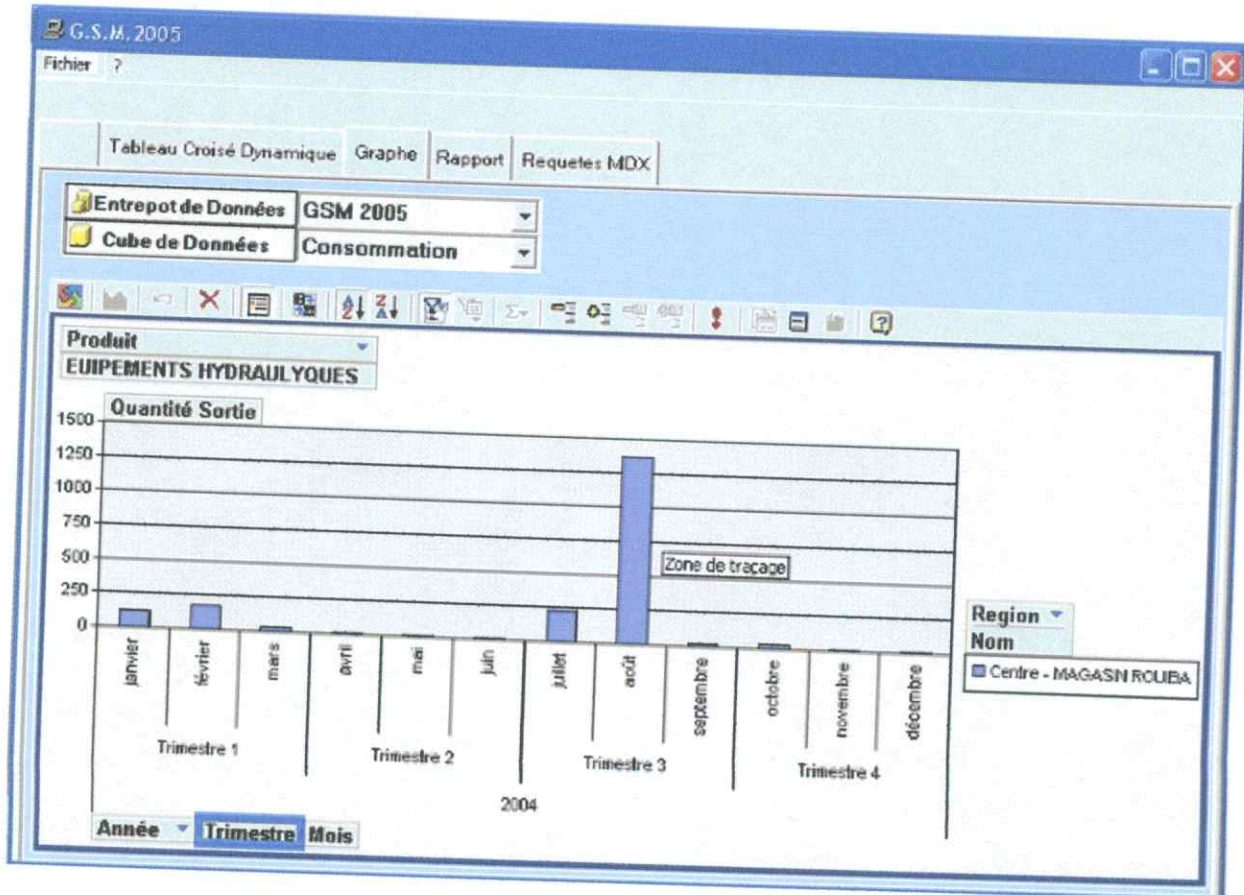 G.S.M. 2005
Fichier ?
Tableau Croisé Dynamique Graphe Rapport Requetes MDX
Entrepot de Données GSM 2005
Cube de Données Consommation
Produit
EUIPEMENTS HYDRAULYQUES
Quantité Sortie
1500
1250
1000
750
500
250
0
Zone de traçage
janvier février mars avril mai juin juillet août septembre octobre novembre décembre
Trimestre 1 Trimestre 2 Trimestre 3 Trimestre 4
2004
Region
Nom
Centre - MAGASIN ROUIBA
Année Trimestre Mois